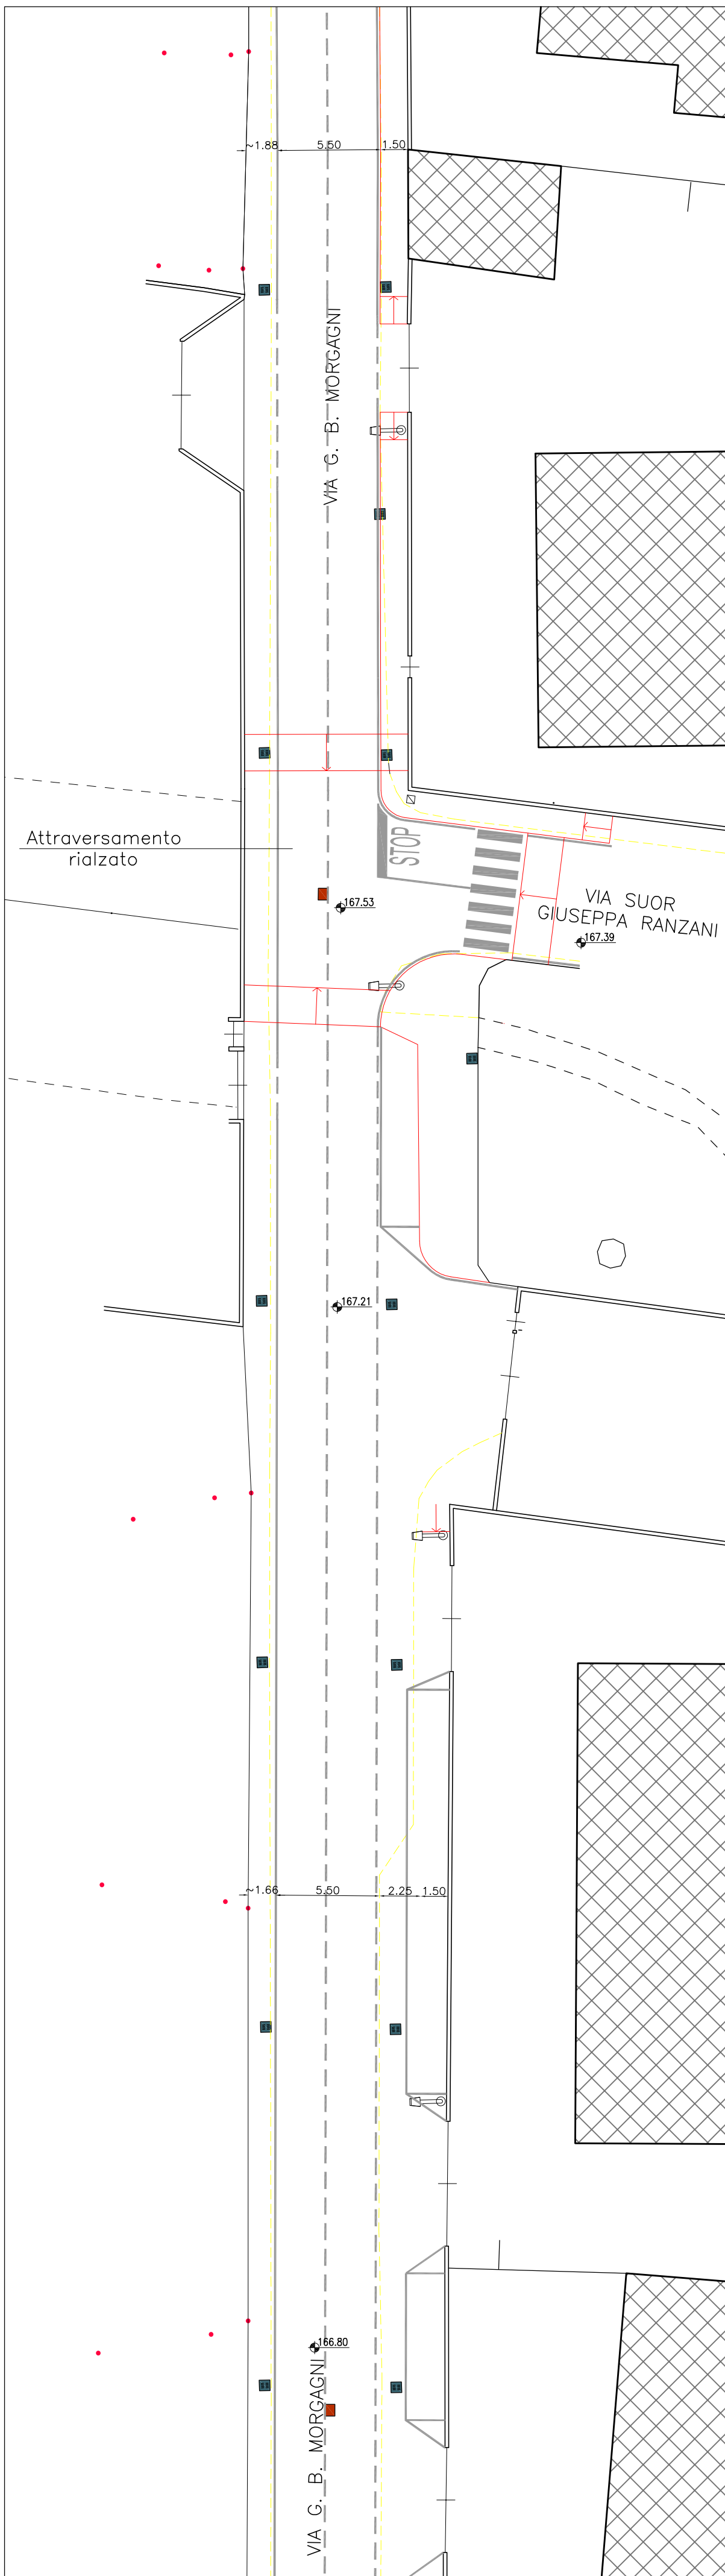 ~1.88 5.50 1.50
VIA G. B. MORGAGNI
Attraversamento
rialzato
STOP
167.53
VIA SUOR
GIUSEPPA RANZANI
167.39
167.21
~1.66 5.50 2.25 1.50
166.80
VIA G. B. MORGAGNI